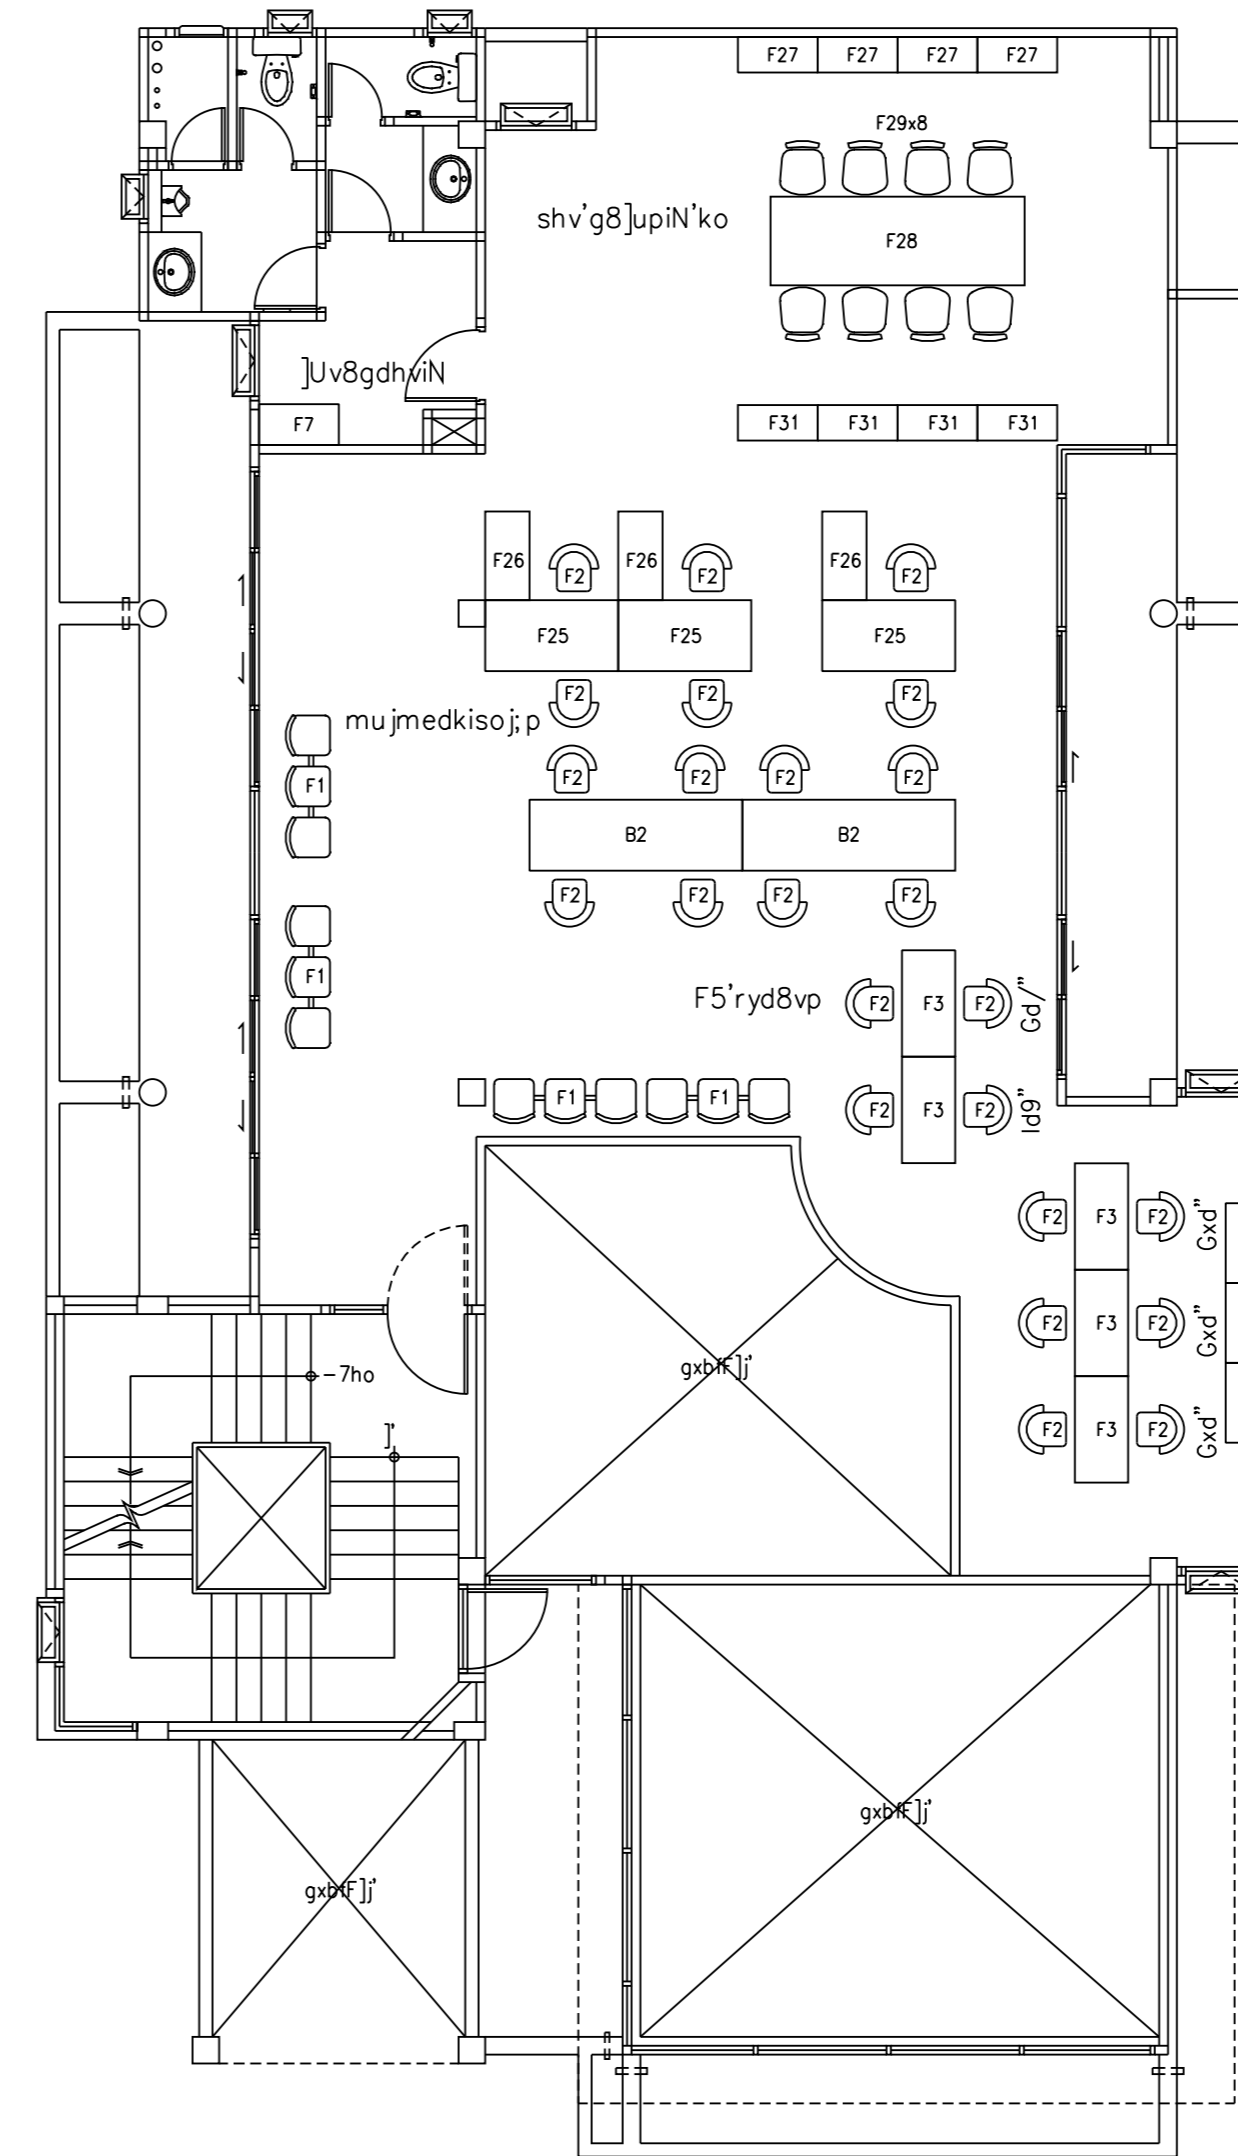 F27 F27 F27 F27
F29x8
shv'g8]upiN'ko
F28
]Uv8gdhviN
F7
F31 F31 F31 F31
F26 F2 F26 F2 F26 F2
F25 F25 F25
F2 F2 F2
mujmedkisoj;p
F1
F2 F2 F2 F2
B2 B2
F2 F2 F2 F2
F1
F5'ryd8vp
F2 F3 F2 Gd/"
F1 F1
F2 F3 F2 ld9"
F2 F3 F2 Gxd"
F2 F3 F2 Gxd"
gxbfF]j'
-7ho
F2 F3 F2 Gxd"
]'
gxbfF]j'
gxbfF]j'